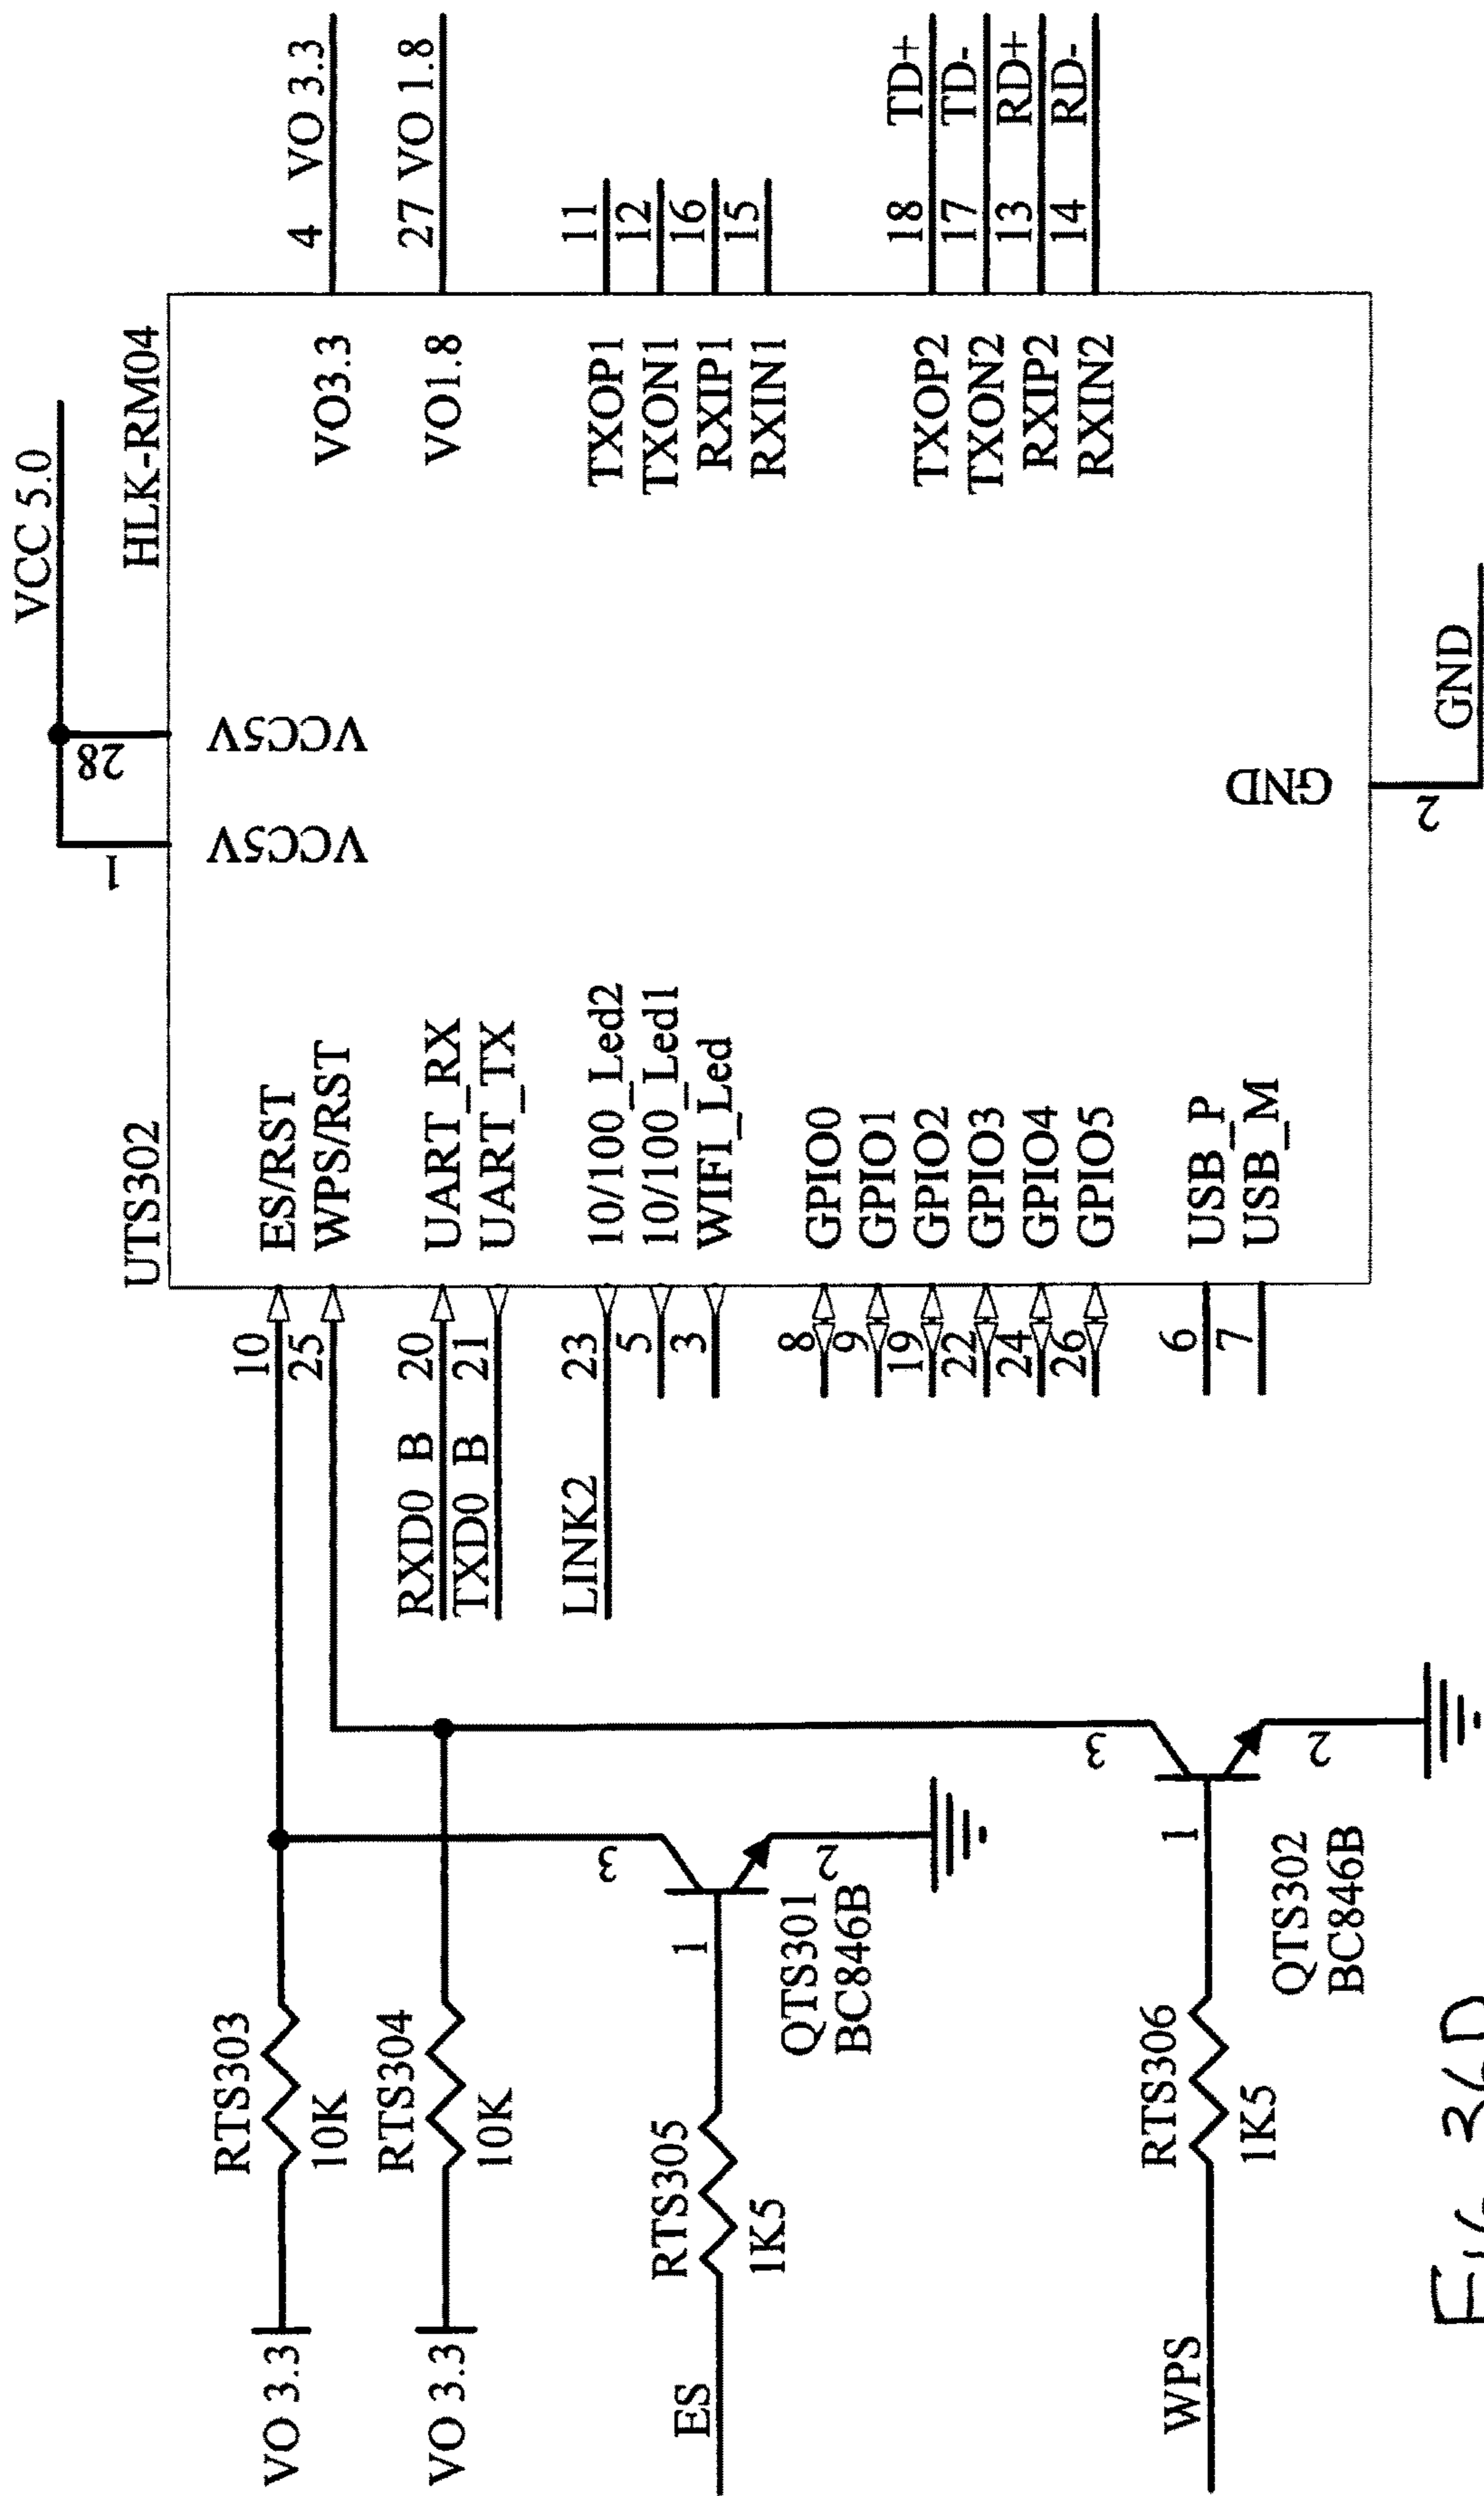 VCC 5.0
UTS302
HLK-RM04
1
28
VCC5V
VCC5V
VO 3.3
RTS303
10K
10
ES/RST
25
WPS/RST
VO3.3
4
VO 3.3
VO 3.3
RTS304
10K
RXD0_B
20
UART_RX
VO1.8
27
VO 1.8
TXD0_B
21
UART_TX
LINK2
23
10/100_Led2
TXOP1
11
5
10/100_Led1
TXON1
12
3
WIFI_Led
RXIP1
16
RXIN1
15
ES
RTS305
1K5
1
3
2
QTS301
BC846B
8
GPIO0
9
GPIO1
19
GPIO2
TXOP2
18
TD+
22
GPIO3
TXON2
17
TD-
24
GPIO4
RXIP2
13
RD+
26
GPIO5
RXIN2
14
RD-
WPS
RTS306
1K5
1
3
2
QTS302
BC846B
6
USB_P
7
USB_M
GND
2
GND